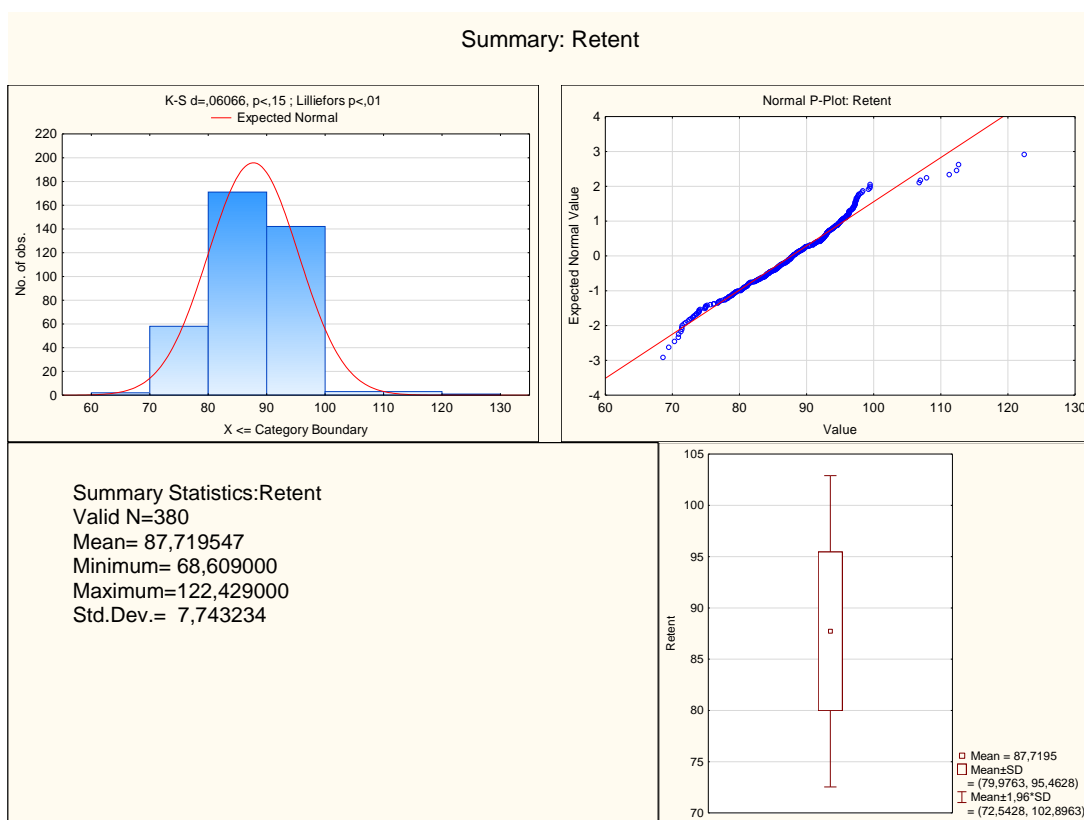 Summary: Retent
K-S d=,06066, p<,15 ; Lilliefors p<,01
Expected Normal
220
200
180
160
140
120
100
80
60
40
20
0
No. of obs.
60 70 80 90 100 110 120 130
X <= Category Boundary
Normal P-Plot: Retent
4
3
2
1
0
-1
-2
-3
-4
Expected Normal Value
60 70 80 90 100 110 120 130
Value
Summary Statistics:Retent
Valid N=380
Mean= 87,719547
Minimum= 68,609000
Maximum=122,429000
Std.Dev.= 7,743234
105
100
95
90
85
80
75
70
Retent
Mean = 87,7195
Mean±SD
= (79,9763, 95,4628)
Mean±1,96*SD
= (72,5428, 102,8963)